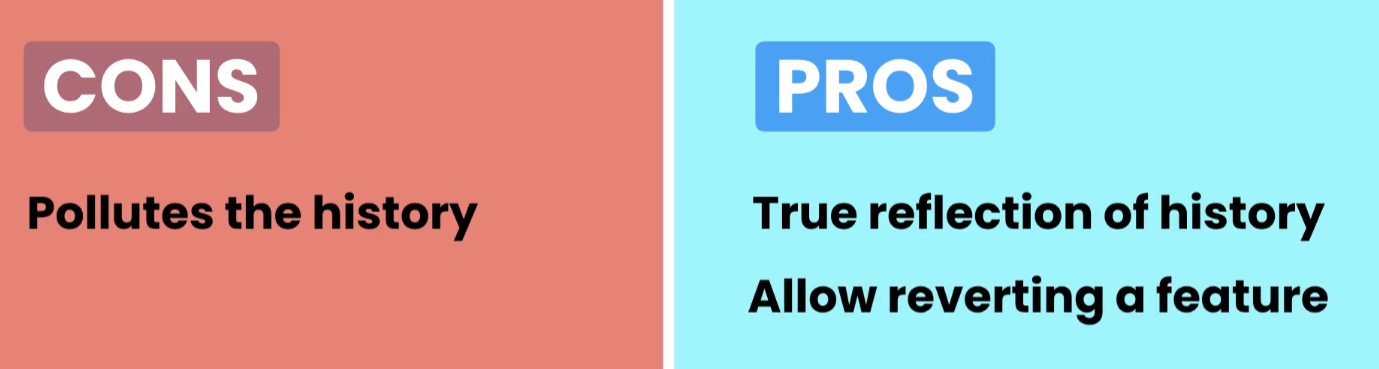 CONS
Pollutes the history
PROS
True reflection of history
Allow reverting a feature